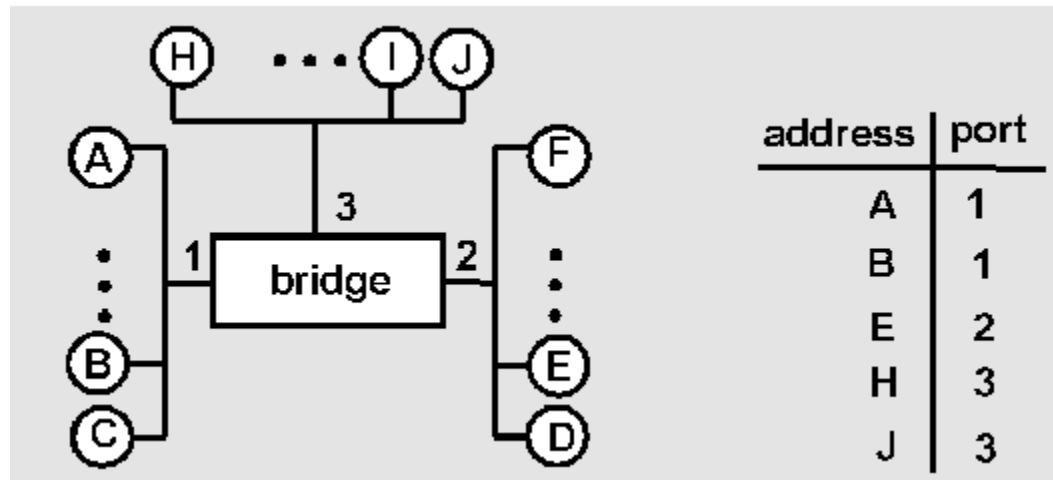 H I J
A F
3
1 bridge 2
B E
C D
address port
A 1
B 1
E 2
H 3
J 3